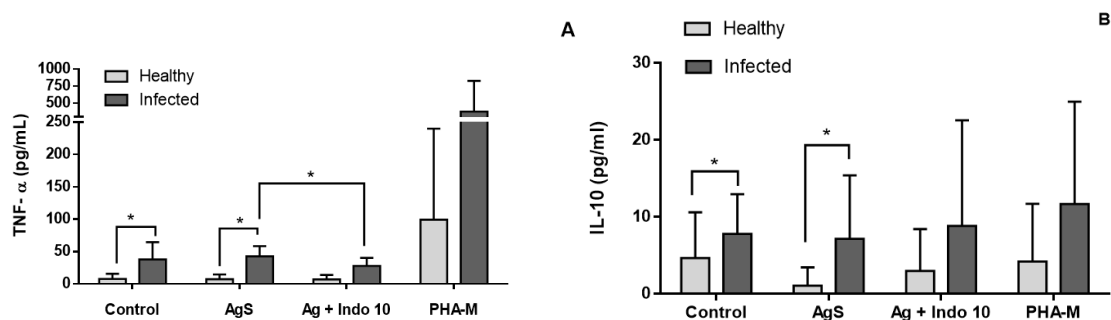 A
Healthy
Infected
TNF- α (pg/mL)
1000
750
500
250
200
150
100
50
0
*
*
*
Control
AgS
Ag + Indo 10
PHA-M
B
Healthy
Infected
IL-10 (pg/ml)
30
20
10
0
*
*
Control
AgS
Ag + Indo 10
PHA-M